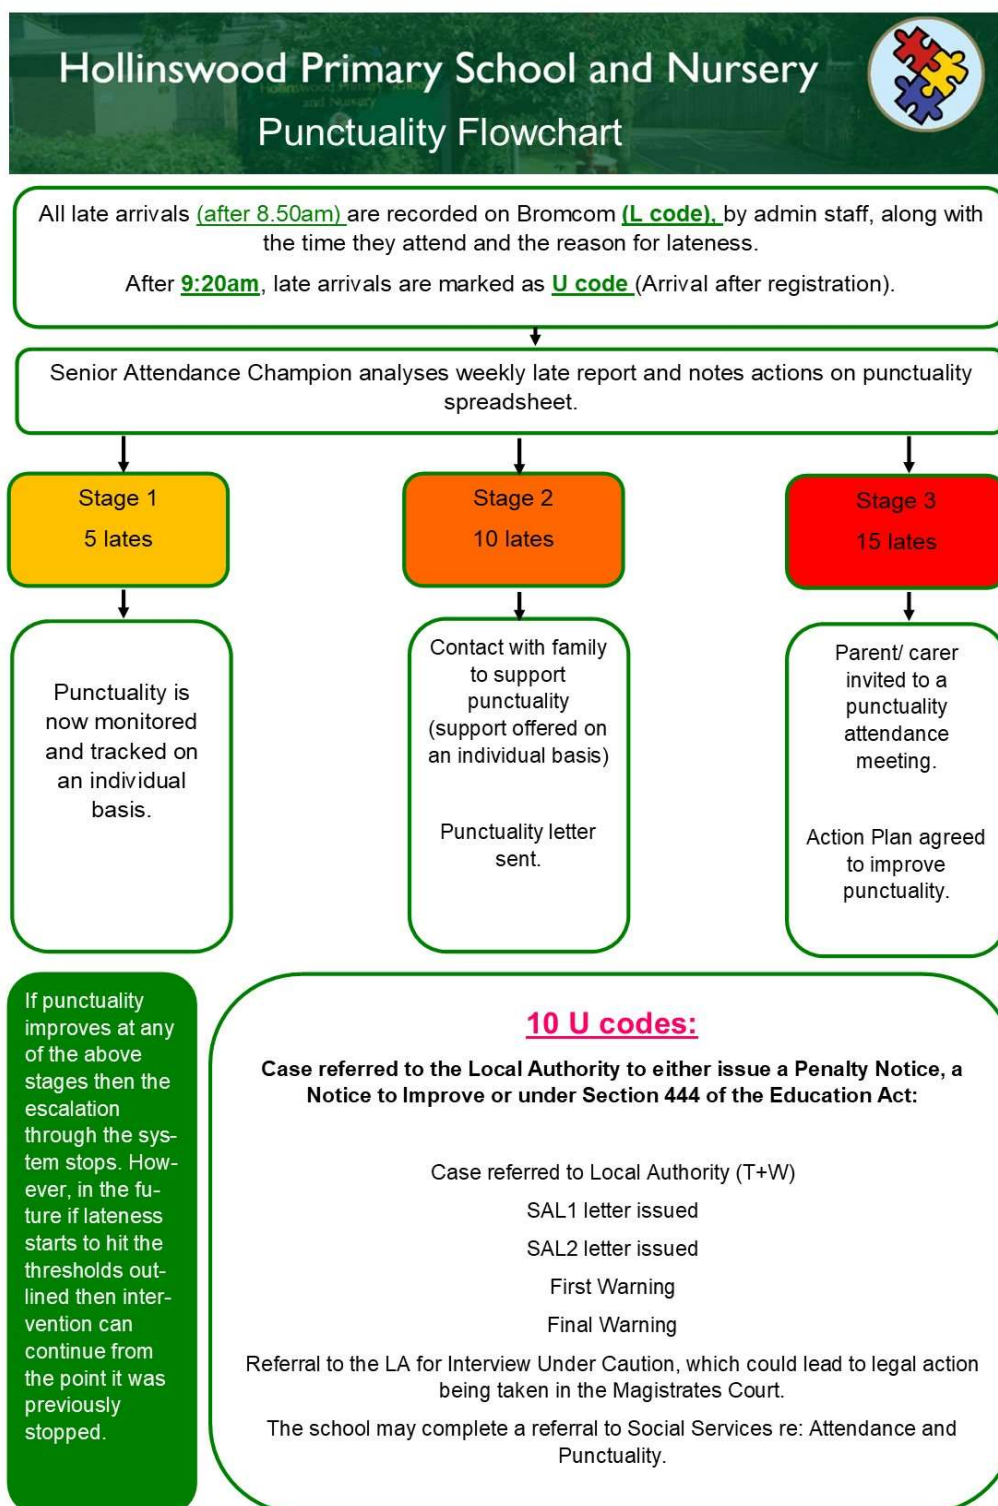 Hollinswood Primary School and Nursery
Punctuality Flowchart
All late arrivals (after 8.50am) are recorded on Bromcom (L code), by admin staff, along with
the time they attend and the reason for lateness.
After 9:20am, late arrivals are marked as U code (Arrival after registration).
Senior Attendance Champion analyses weekly late report and notes actions on punctuality
spreadsheet.
Stage 1
5 lates
Stage 2
10 lates
Stage 3
15 lates
Punctuality is
now monitored
and tracked on
an individual
basis.
Contact with family
to support
punctuality
(support offered on
an individual basis)
Punctuality letter
sent.
Parent/ carer
invited to a
punctuality
attendance
meeting.
Action Plan agreed
to improve
punctuality.
If punctuality
improves at any
of the above
stages then the
escalation
through the sys-
tem stops. How-
ever, in the fu-
ture if lateness
starts to hit the
thresholds out-
lined then inter-
vention can
continue from
the point it was
previously
stopped.
10 U codes:
Case referred to the Local Authority to either issue a Penalty Notice, a
Notice to Improve or under Section 444 of the Education Act:
Case referred to Local Authority (T+W)
SAL1 letter issued
SAL2 letter issued
First Warning
Final Warning
Referral to the LA for Interview Under Caution, which could lead to legal action
being taken in the Magistrates Court.
The school may complete a referral to Social Services re: Attendance and
Punctuality.